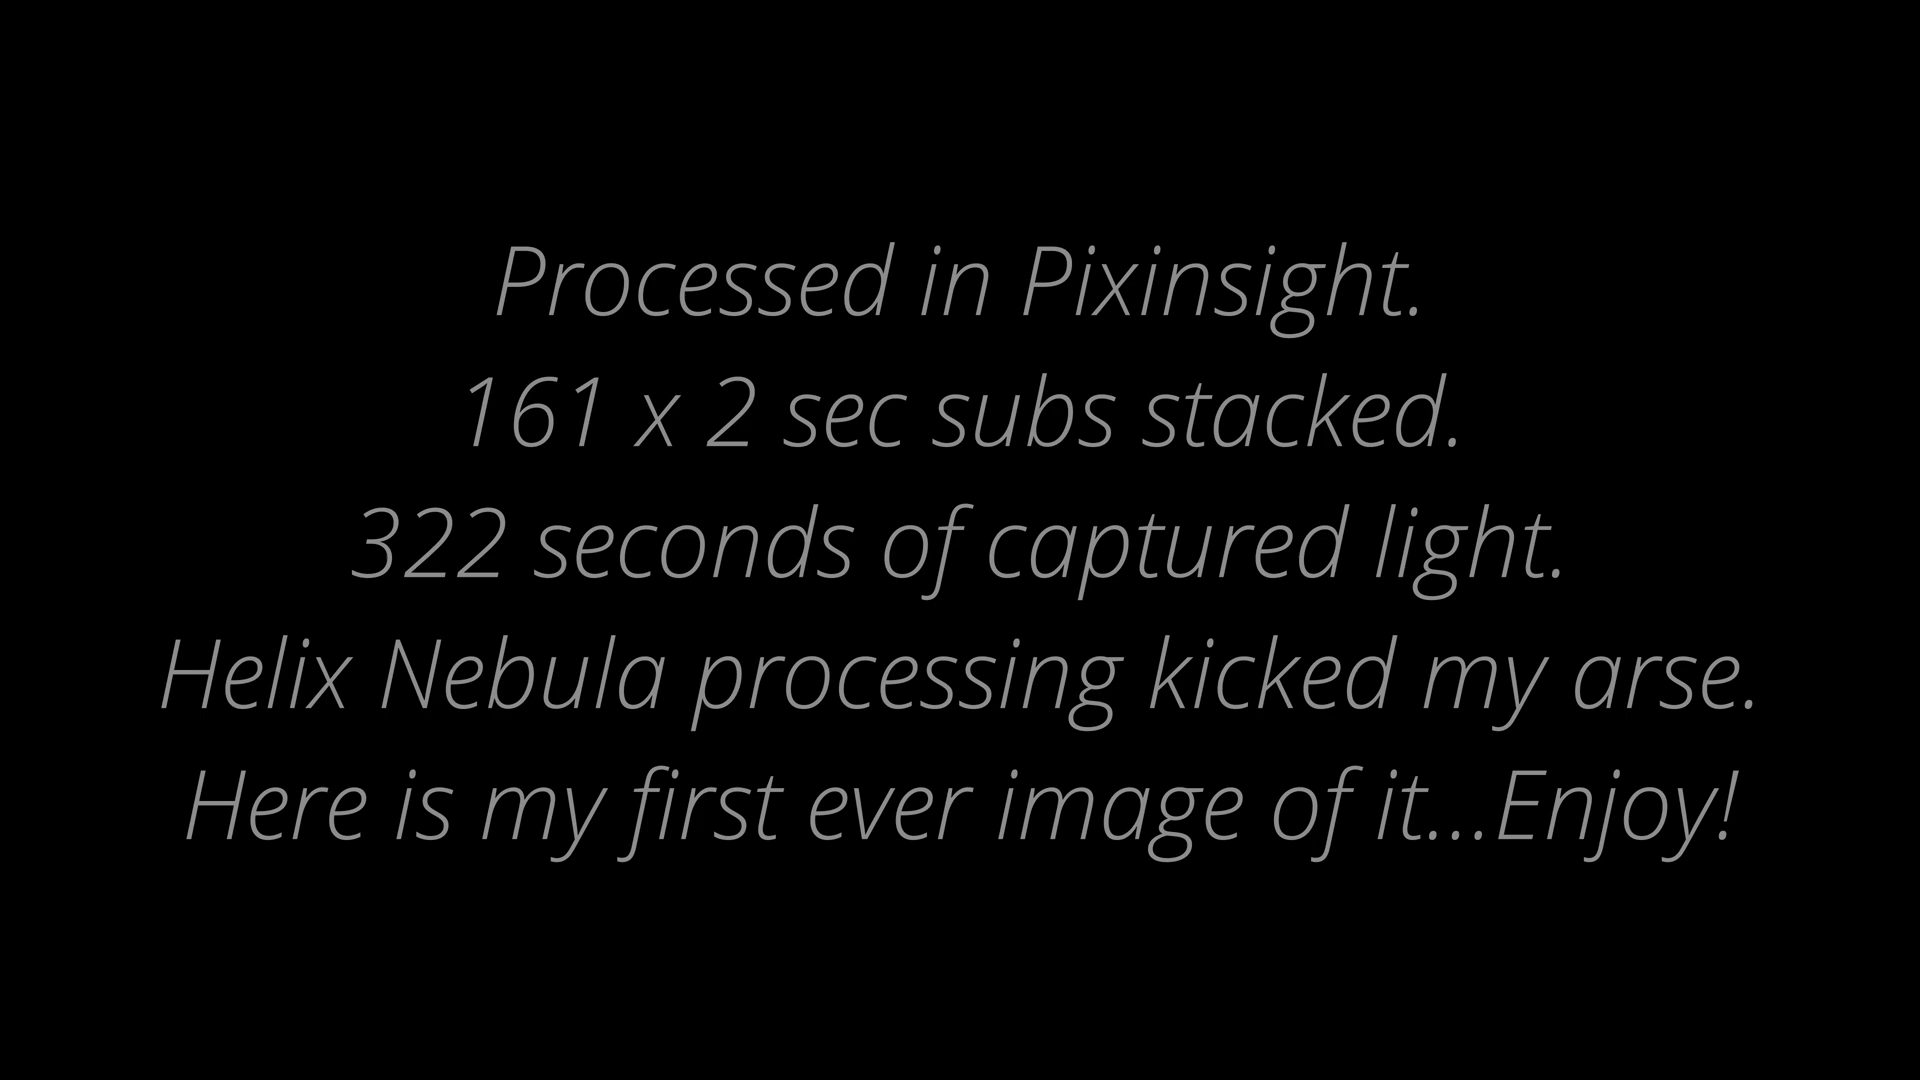 Processed in Pixinsight.
161 x 2 sec subs stacked.
322 seconds of captured light.
Helix Nebula processing kicked my arse.
Here is my first ever image of it...Enjoy!